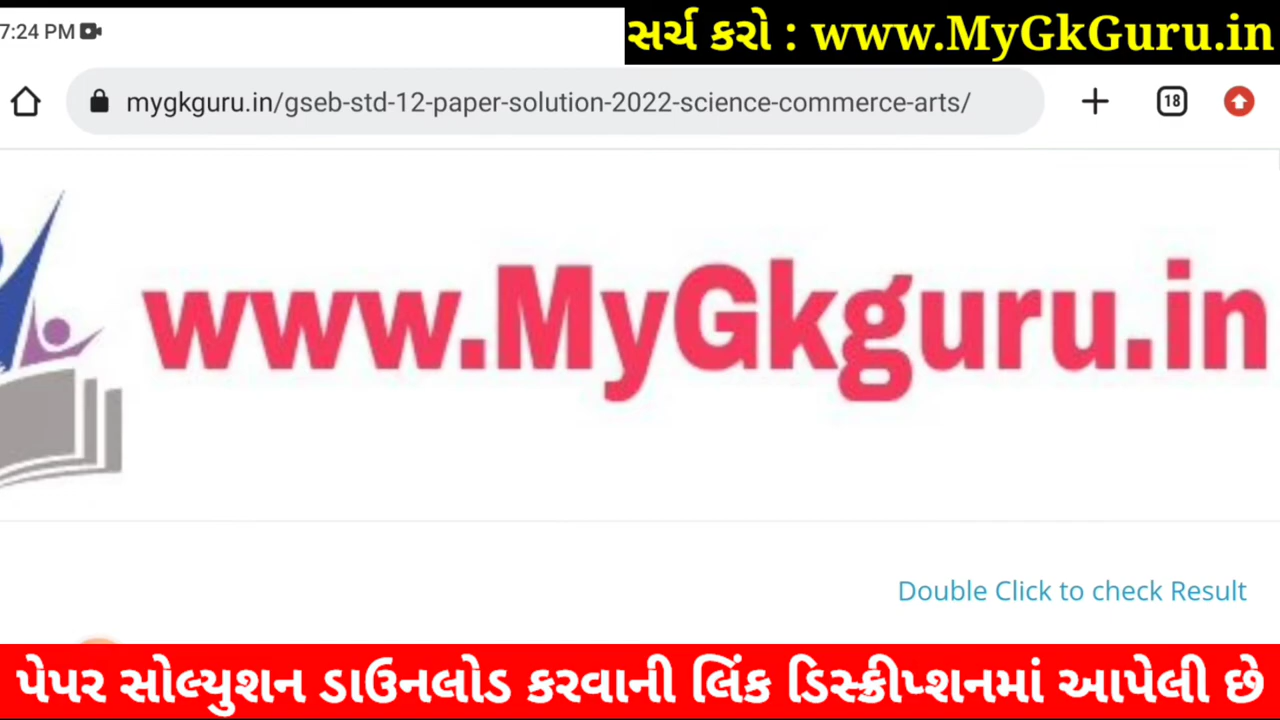 7:24 PM
સર્ચ કરો : www.MyGkGuru.in
mygkguru.in/gseb-std-12-paper-solution-2022-science-commerce-arts/
18
www.MyGkguru.in
Double Click to check Result
પેપર સોલ્યુશન ડાઉનલોડ કરવાની લિંક ડિસ્ક્રીપ્શનમાં આપેલી છે